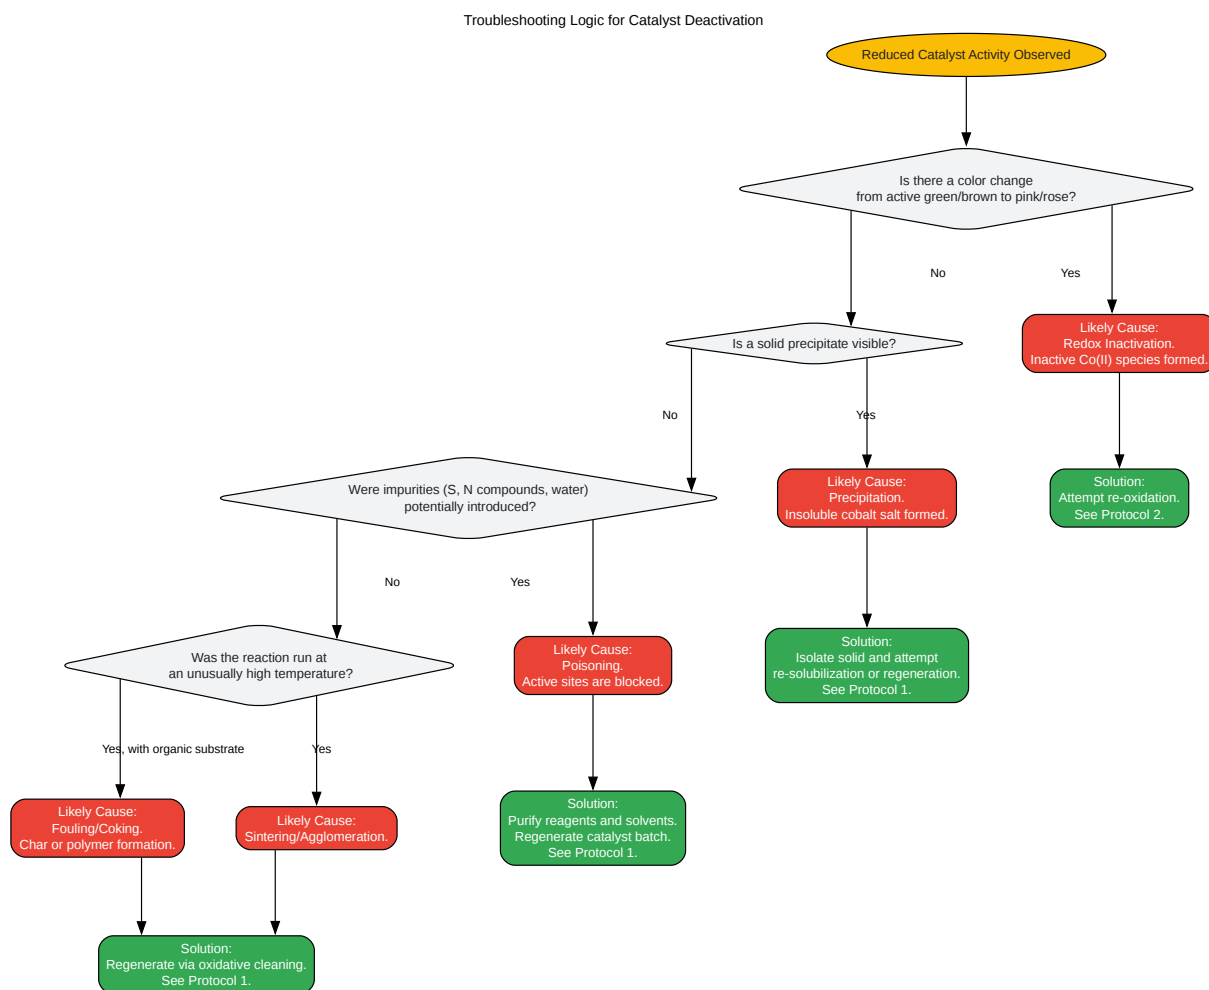 Troubleshooting Logic for Catalyst Deactivation
Reduced Catalyst Activity Observed
Is there a color change
from active green/brown to pink/rose?
No
Yes
Is a solid precipitate visible?
Likely Cause:
Redox Inactivation.
Inactive Co(II) species formed.
No
Yes
Were impurities (S, N compounds, water)
potentially introduced?
Likely Cause:
Precipitation.
Insoluble cobalt salt formed.
Solution:
Attempt re-oxidation.
See Protocol 2.
No
Yes
Was the reaction run at
an unusually high temperature?
Likely Cause:
Poisoning.
Active sites are blocked.
Solution:
Isolate solid and attempt
re-solubilization or regeneration.
See Protocol 1.
Yes, with organic substrate
Yes
Likely Cause:
Fouling/Coking.
Char or polymer formation.
Likely Cause:
Sintering/Agglomeration.
Solution:
Purify reagents and solvents.
Regenerate catalyst batch.
See Protocol 1.
Solution:
Regenerate via oxidative cleaning.
See Protocol 1.